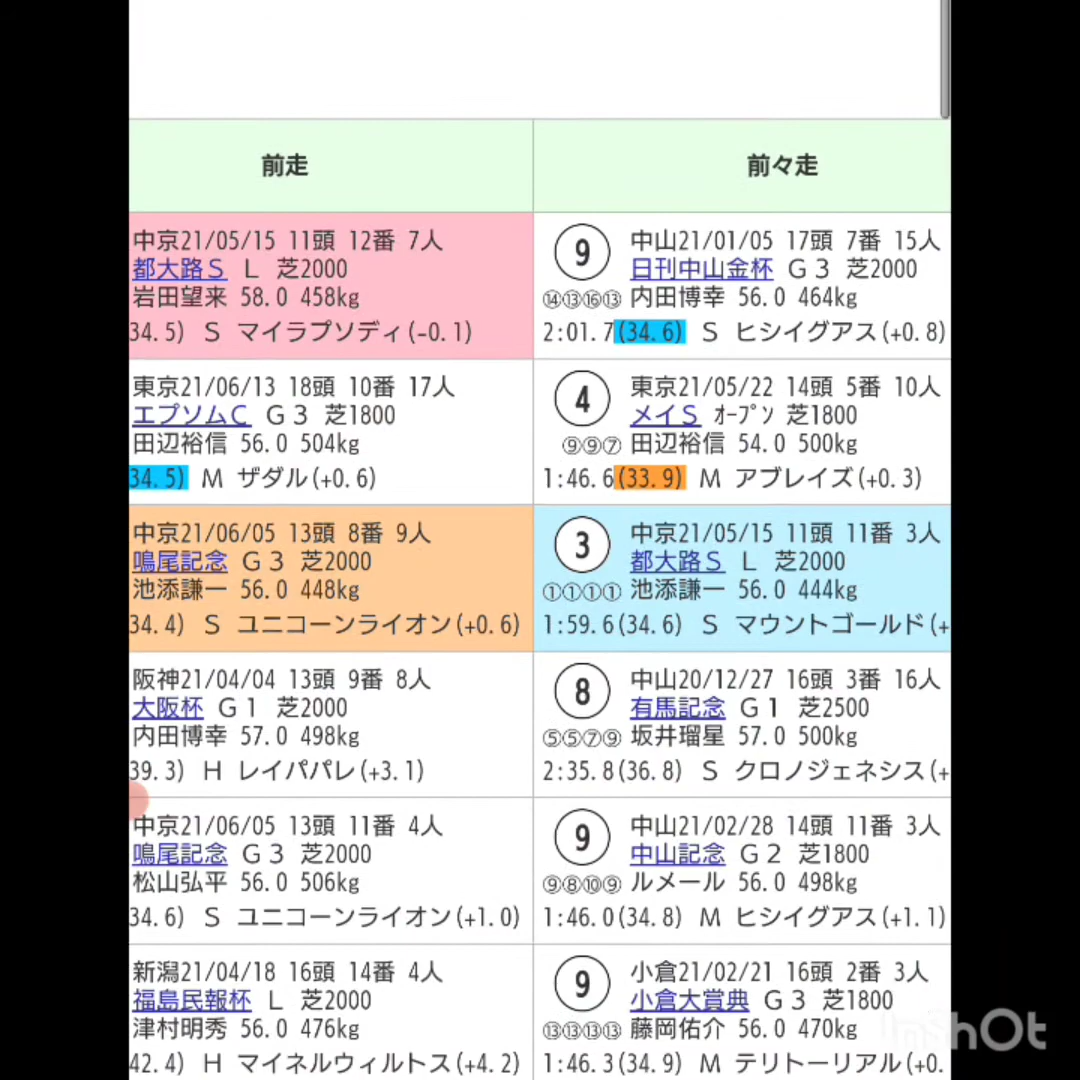 前走 前々走
中京21/05/15 11頭 12番 7人
都大路S L 芝2000
岩田望来 58.0 458kg
34.5) S マイラプソディ(-0.1)
9 中山21/01/05 17頭 7番 15人
日刊中山金杯 G3 芝2000
⑭⑬⑯⑬ 内田博幸 56.0 464kg
2:01.7(34.6) S ヒシイグアス(+0.8)
東京21/06/13 18頭 10番 17人
エプソムC G3 芝1800
田辺裕信 56.0 504kg
34.5) M ザダル(+0.6)
4 東京21/05/22 14頭 5番 10人
メイS オープン 芝1800
⑨⑨⑦ 田辺裕信 54.0 500kg
1:46.6(33.9) M アブレイズ(+0.3)
中京21/06/05 13頭 8番 9人
鳴尾記念 G3 芝2000
池添謙一 56.0 448kg
34.4) S ユニコーンライオン(+0.6)
3 中京21/05/15 11頭 11番 3人
都大路S L 芝2000
①①①① 池添謙一 56.0 444kg
1:59.6(34.6) S マウントゴールド(+
阪神21/04/04 13頭 9番 8人
大阪杯 G1 芝2000
内田博幸 57.0 498kg
39.3) H レイパパレ(+3.1)
8 中山20/12/27 16頭 3番 16人
有馬記念 G1 芝2500
⑤⑤⑦⑨ 坂井瑠星 57.0 500kg
2:35.8(36.8) S クロノジェネシス(+
中京21/06/05 13頭 11番 4人
鳴尾記念 G3 芝2000
松山弘平 56.0 506kg
34.6) S ユニコーンライオン(+1.0)
9 中山21/02/28 14頭 11番 3人
中山記念 G2 芝1800
⑨⑧⑩⑨ ルメール 56.0 498kg
1:46.0(34.8) M ヒシイグアス(+1.1)
新潟21/04/18 16頭 14番 4人
福島民報杯 L 芝2000
津村明秀 56.0 476kg
42.4) H マイネルウィルトス(+4.2)
9 小倉21/02/21 16頭 2番 3人
小倉大賞典 G3 芝1800
⑬⑬⑬⑬ 藤岡佑介 56.0 470kg
1:46.3(34.9) M テリトーリアル(+0.
InShOt